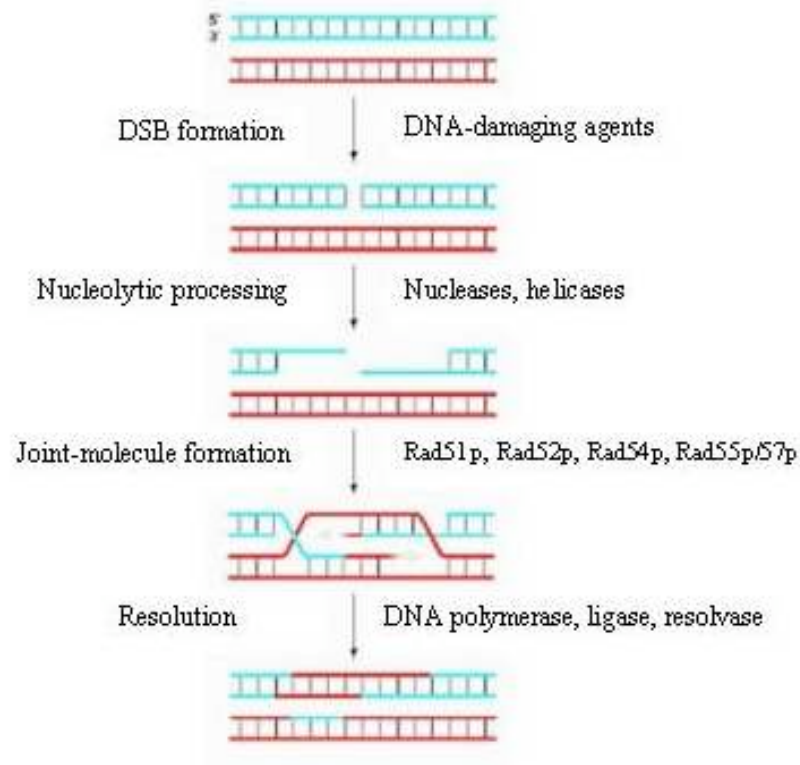 5'
3'
DSB formation DNA-damaging agents
Nucleolytic processing Nucleases, helicases
Joint-molecule formation Rad51p, Rad52p, Rad54p, Rad55p/57p
Resolution DNA polymerase, ligase, resolvase